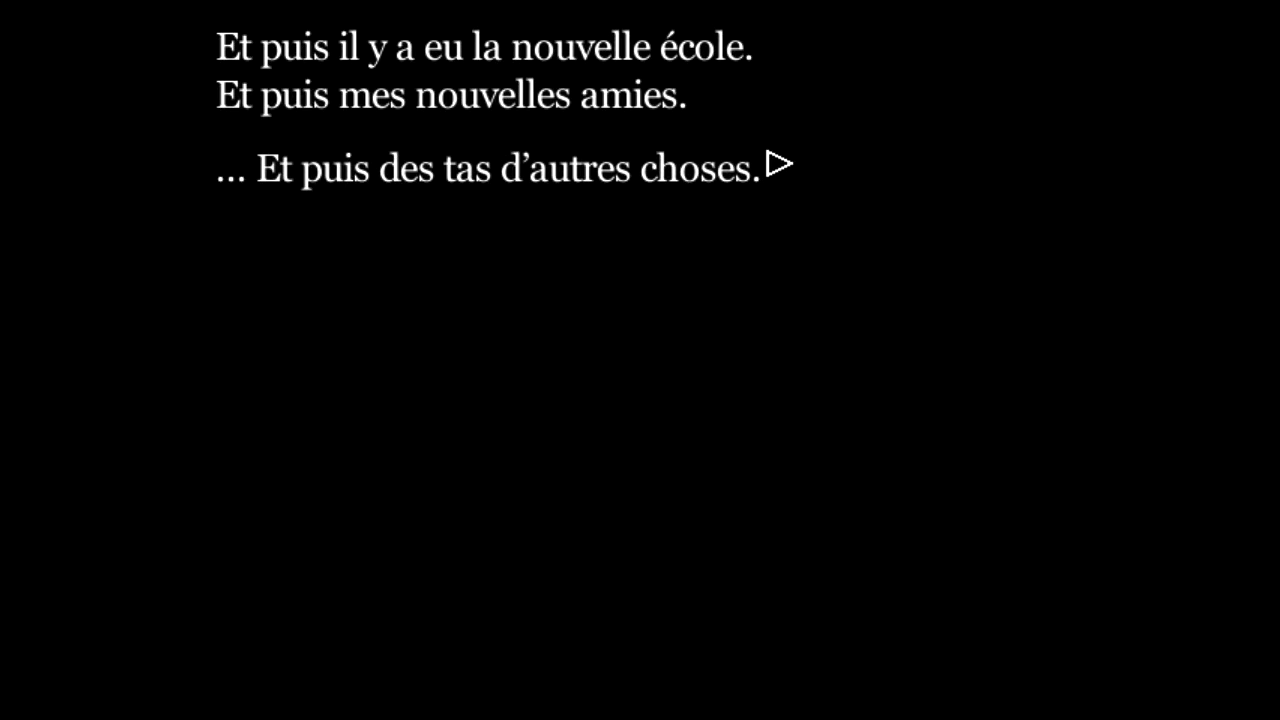 Et puis il y a eu la nouvelle école.
Et puis mes nouvelles amies.
... Et puis des tas d’autres choses.